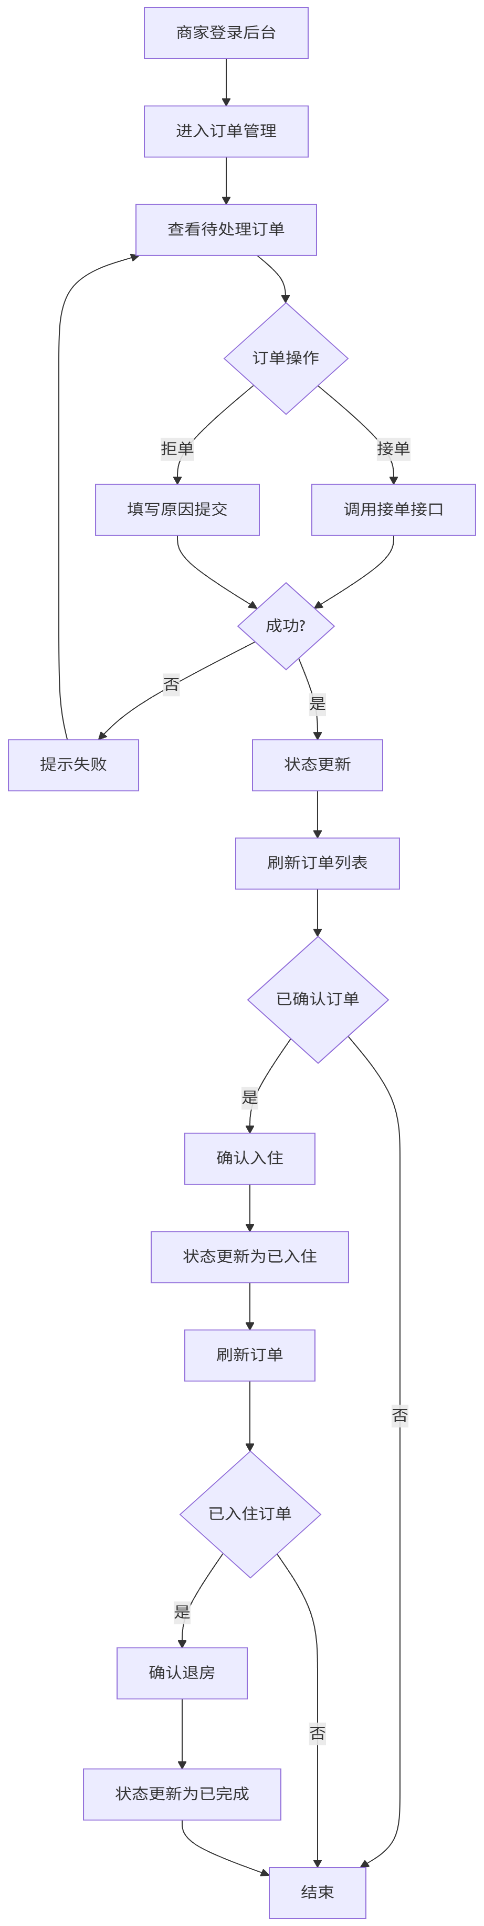 商家登录后台
进入订单管理
查看待处理订单
订单操作
拒单
接单
填写原因提交
调用接单接口
成功?
否
是
提示失败
状态更新
刷新订单列表
已确认订单
是
确认入住
状态更新为已入住
刷新订单
否
已入住订单
是
确认退房
否
状态更新为已完成
结束